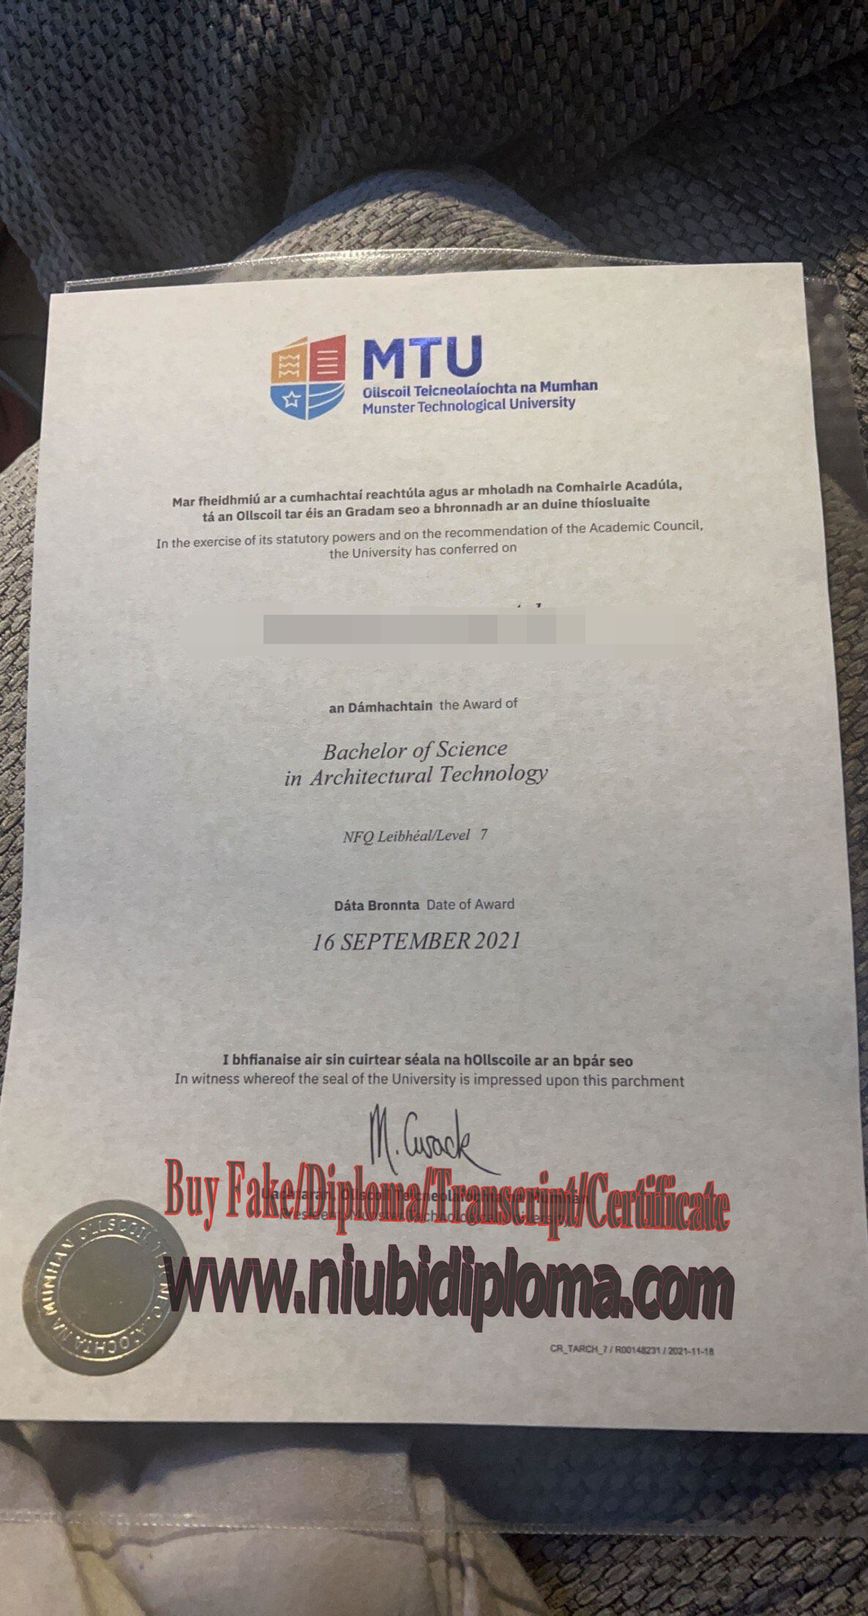 MTU
Ollscoil Teicneolaíochta na Mumhan
Munster Technological University
Mar fheidhmiú ar a cumhachtaí reachtúla agus ar mholadh na Comhairle Acadúla,
tá an Ollscoil tar éis an Gradam seo a bhronnadh ar an duine thíosluaite
In the exercise of its statutory powers and on the recommendation of the Academic Council,
the University has conferred on
an Dámhachtain the Award of
Bachelor of Science
in Architectural Technology
NFQ Leibhéal/Level 7
Dáta Bronnta Date of Award
16 SEPTEMBER 2021
I bhfianaise air sin cuirtear séala na hOllscoile ar an bpár seo
In witness whereof the seal of the University is impressed upon this parchment
M. Cusack
Buy Fake/Diploma/Transcript/Certificate
www.niubidiploma.com
CR_TARCH_7 / R00148231 / 2021-11-18